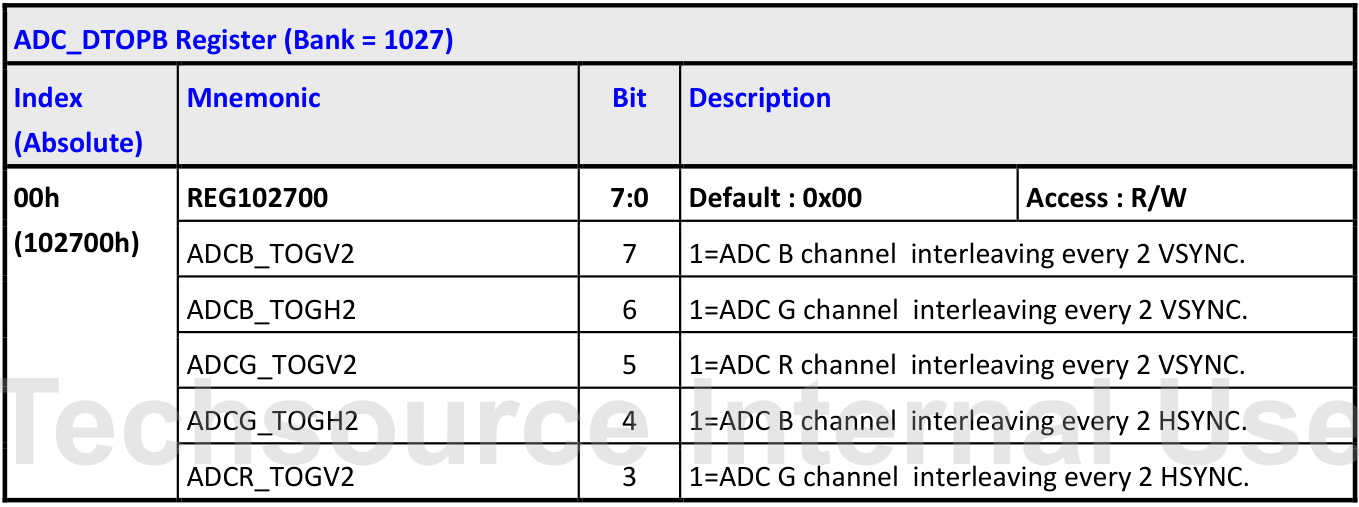 ADC_DTOPB Register (Bank = 1027)
Index (Absolute) Mnemonic Bit Description
00h (102700h) REG102700 7:0 Default : 0x00 Access : R/W
ADCB_TOGV2 7 1=ADC B channel interleaving every 2 VSYNC.
ADCB_TOGH2 6 1=ADC G channel interleaving every 2 VSYNC.
ADCG_TOGV2 5 1=ADC R channel interleaving every 2 VSYNC.
ADCG_TOGH2 4 1=ADC B channel interleaving every 2 HSYNC.
ADCR_TOGV2 3 1=ADC G channel interleaving every 2 HSYNC.
Techsource Internal Use